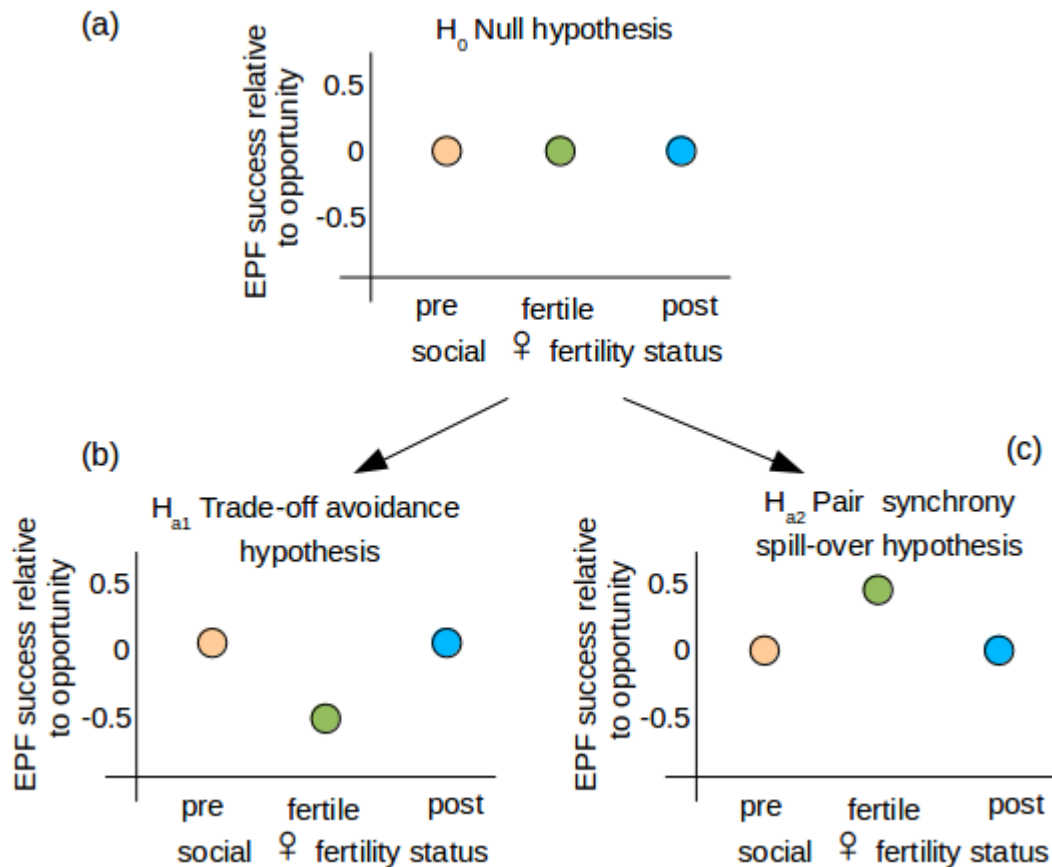 (a)
H0 Null hypothesis
EPF success relative
to opportunity
0.5
0
-0.5
pre fertile post
social ♀ fertility status
(b)
Ha1 Trade-off avoidance
hypothesis
EPF success relative
to opportunity
0.5
0
-0.5
pre fertile post
social ♀ fertility status
(c)
Ha2 Pair synchrony
spill-over hypothesis
EPF success relative
to opportunity
0.5
0
-0.5
pre fertile post
social ♀ fertility status